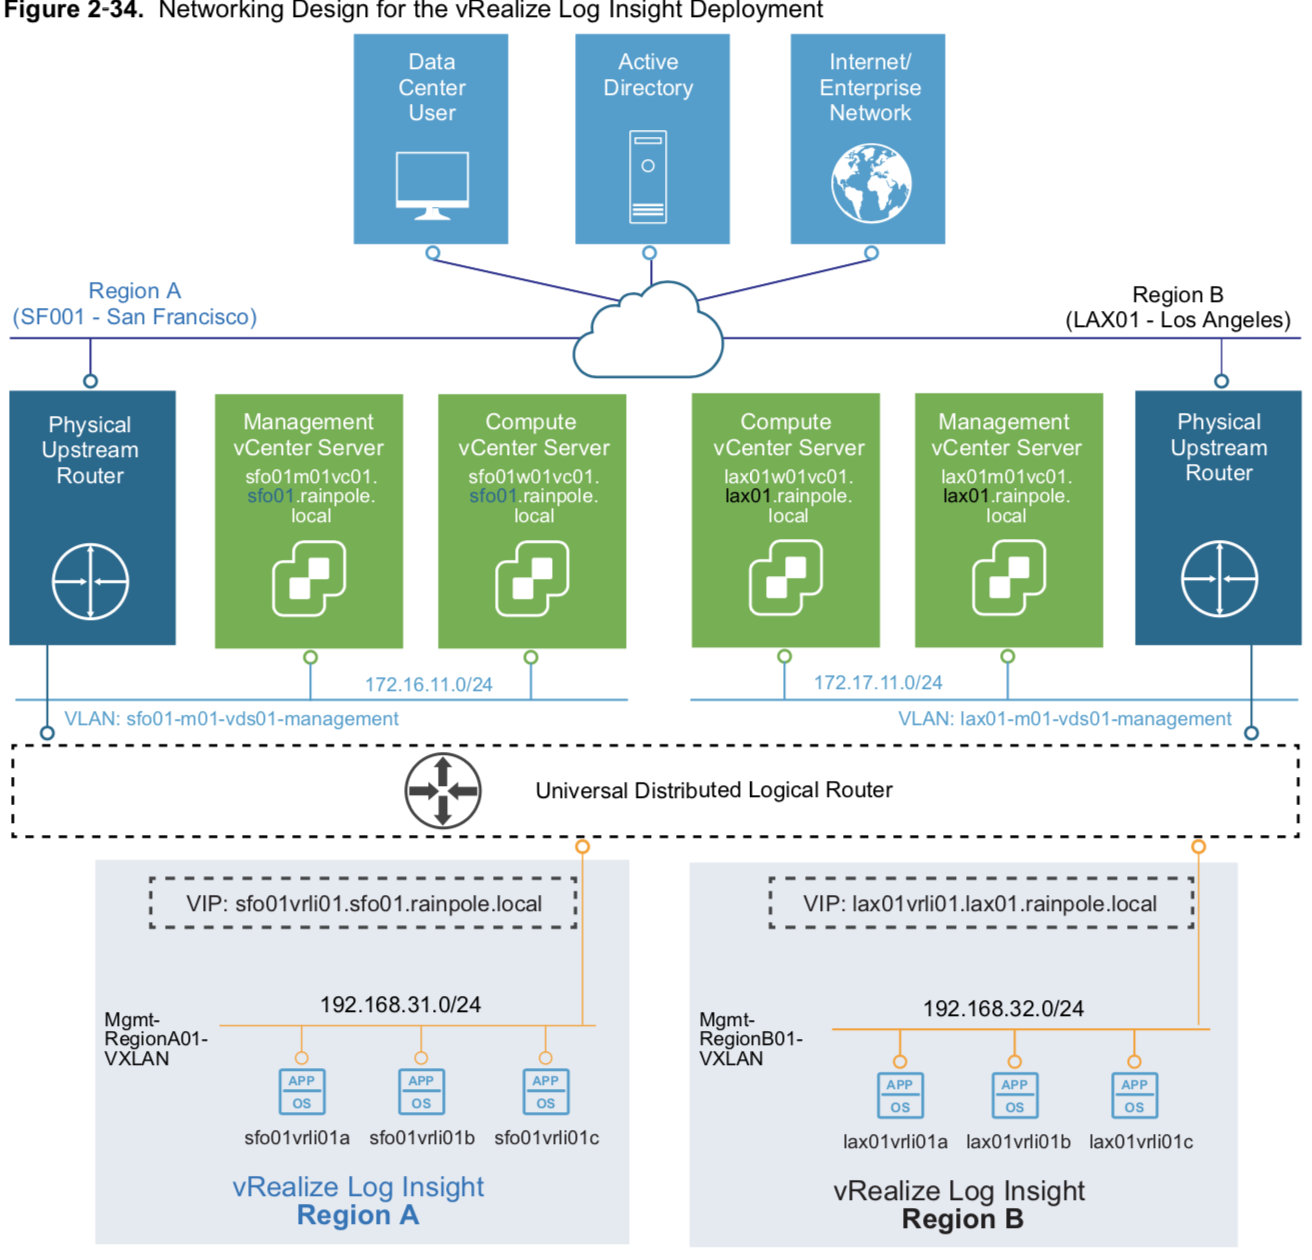 Figure 2-34. Networking Design for the vRealize Log Insight Deployment
Data
Center
User
Active
Directory
Internet/
Enterprise
Network
Region A
(SF001 - San Francisco)
Region B
(LAX01 - Los Angeles)
Physical
Upstream
Router
Management
vCenter Server
sfo01m01vc01.
sfo01.rainpole.
local
Compute
vCenter Server
sfo01w01vc01.
sfo01.rainpole.
local
Compute
vCenter Server
lax01w01vc01.
lax01.rainpole.
local
Management
vCenter Server
lax01m01vc01.
lax01.rainpole.
local
Physical
Upstream
Router
172.16.11.0/24
VLAN: sfo01-m01-vds01-management
172.17.11.0/24
VLAN: lax01-m01-vds01-management
Universal Distributed Logical Router
VIP: sfo01vrli01.sfo01.rainpole.local
192.168.31.0/24
Mgmt-
RegionA01-
VXLAN
APP
OS
APP
OS
APP
OS
sfo01vrli01a
sfo01vrli01b
sfo01vrli01c
vRealize Log Insight
Region A
VIP: lax01vrli01.lax01.rainpole.local
192.168.32.0/24
Mgmt-
RegionB01-
VXLAN
APP
OS
APP
OS
APP
OS
lax01vrli01a
lax01vrli01b
lax01vrli01c
vRealize Log Insight
Region B